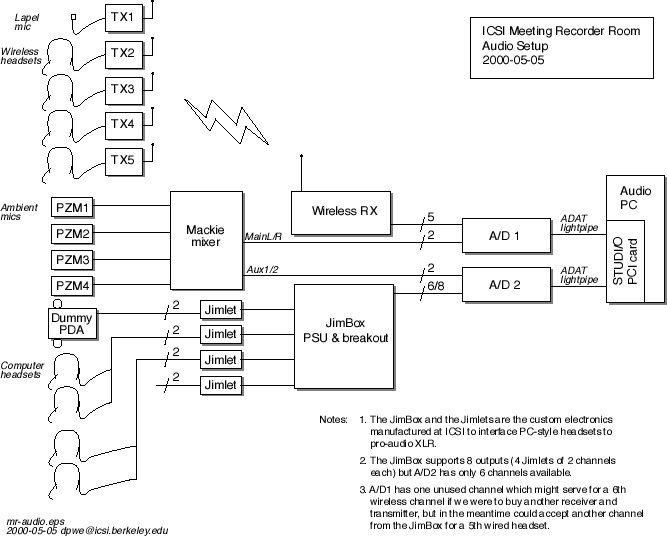 Lapel
mic
TX1
Wireless
headsets
TX2
TX3
TX4
TX5
ICSI Meeting Recorder Room
Audio Setup
2000-05-05
Ambient
mics
PZM1
PZM2
PZM3
PZM4
Mackie
mixer
Wireless RX
5
MainL/R
2
A/D 1
ADAT
lightpipe
Audio
PC
STUDI/O
PCI card
Aux1/2
2
6/8
A/D 2
ADAT
lightpipe
Dummy
PDA
2
Jimlet
2
Jimlet
2
Jimlet
2
Jimlet
JimBox
PSU & breakout
Computer
headsets
Notes:
1. The JimBox and the Jimlets are the custom electronics
manufactured at ICSI to interface PC-style headsets to
pro-audio XLR.
2. The JimBox supports 8 outputs (4 Jimlets of 2 channels
each) but A/D2 has only 6 channels available.
3. A/D1 has one unused channel which might serve for a 6th
wireless channel if we were to buy another receiver and
transmitter, but in the meantime could accept another channel
from the JimBox for a 5th wired headset.
mr-audio.eps
2000-05-05 dpwe@icsi.berkeley.edu